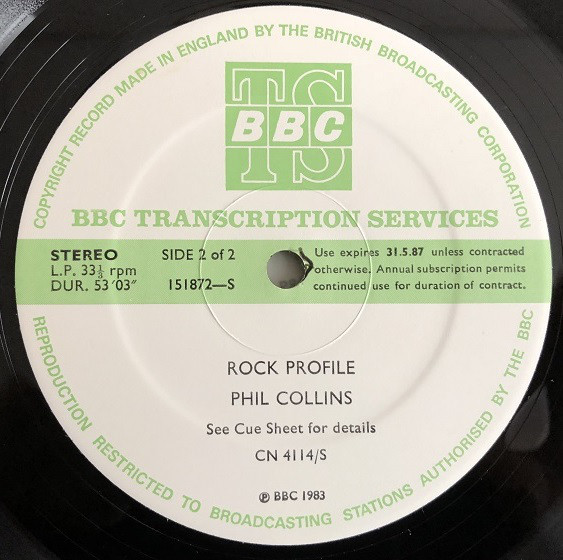 COPYRIGHT RECORD MADE IN ENGLAND BY THE BRITISH BROADCASTING CORPORATION
TS
BBC
BBC TRANSCRIPTION SERVICES
STEREO
L.P. 33⅓ rpm
DUR. 53′03″
SIDE 2 of 2
151872—S
Use expires 31.5.87 unless contracted
otherwise. Annual subscription permits
continued use for duration of contract.
ROCK PROFILE
PHIL COLLINS
See Cue Sheet for details
CN 4114/S
℗ BBC 1983
REPRODUCTION RESTRICTED TO BROADCASTING STATIONS AUTHORISED BY THE BBC